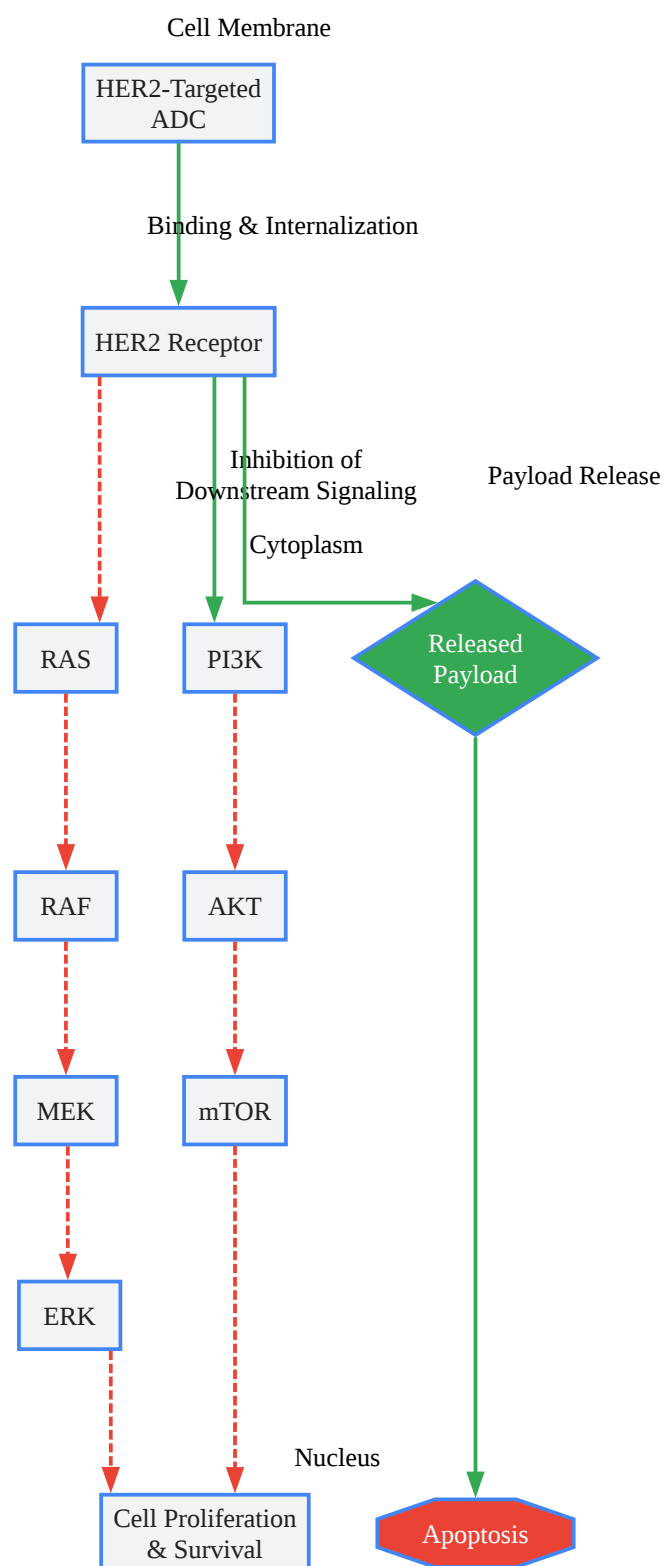 Cell Membrane
HER2-Targeted
ADC
Binding & Internalization
HER2 Receptor
Inhibition of
Downstream Signaling
Payload Release
Cytoplasm
RAS
PI3K
Released
Payload
RAF
AKT
MEK
mTOR
ERK
Nucleus
Cell Proliferation
& Survival
Apoptosis